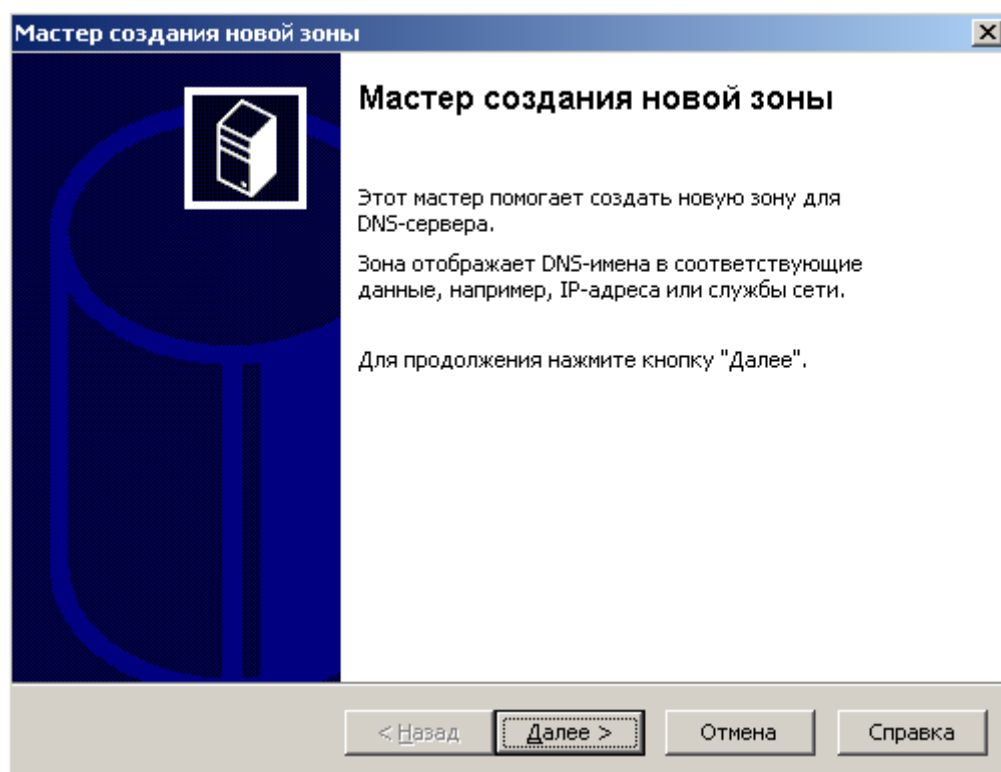 Мастер создания новой зоны
Мастер создания новой зоны
Этот мастер помогает создать новую зону для
DNS-сервера.
Зона отображает DNS-имена в соответствующие
данные, например, IP-адреса или службы сети.
Для продолжения нажмите кнопку "Далее".
< Назад Далее > Отмена Справка